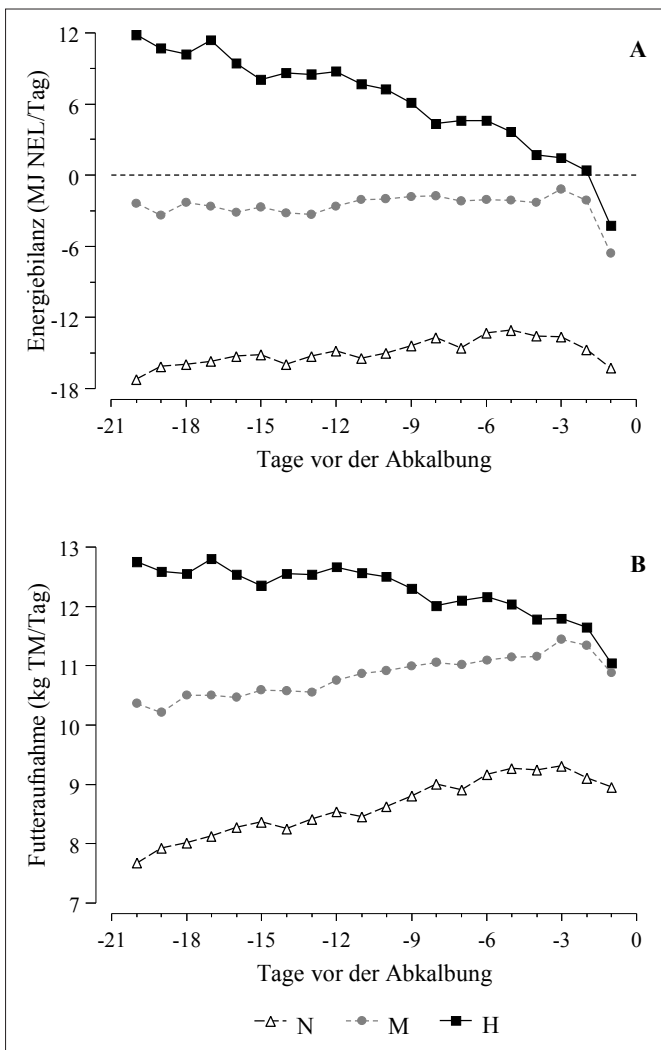 A
Energiebilanz (MJ NEL/Tag)
12
6
0
-6
-12
-18
-21 -18 -15 -12 -9 -6 -3 0
Tage vor der Abkalbung
B
Futteraufnahme (kg TM/Tag)
13
12
11
10
9
8
7
-21 -18 -15 -12 -9 -6 -3 0
Tage vor der Abkalbung
N M H